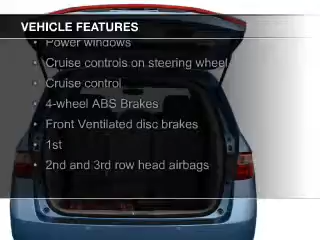 VEHICLE FEATURES
• Power windows
• Cruise controls on steering wheel
• Cruise control
• 4-wheel ABS Brakes
• Front Ventilated disc brakes
• 1st
• 2nd and 3rd row head airbags